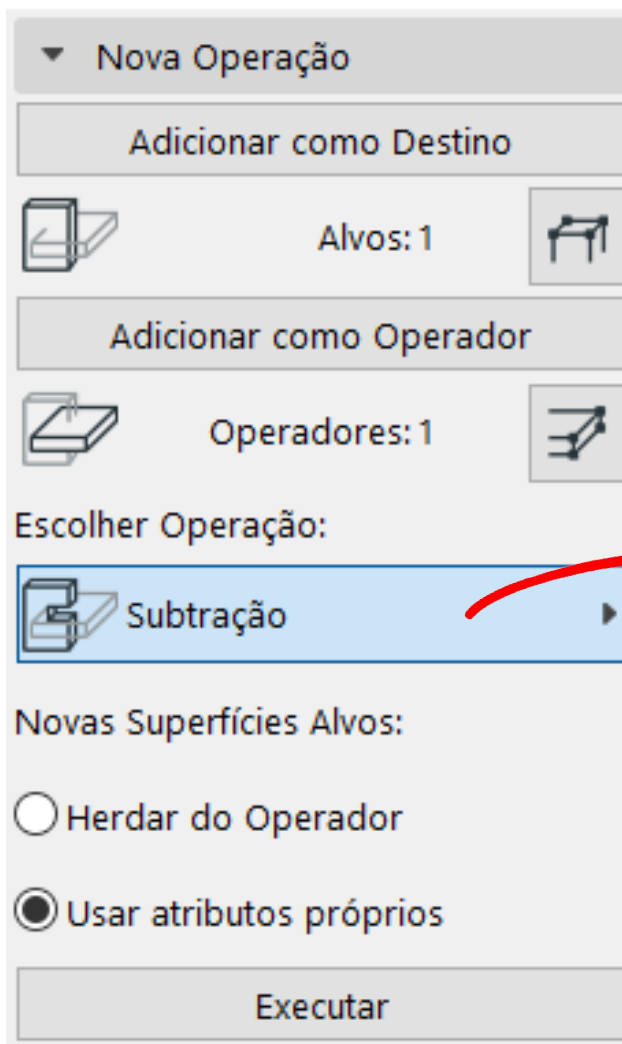 Nova Operação
Adicionar como Destino
Alvos: 1
Adicionar como Operador
Operadores: 1
Escolher Operação:
Subtração
Novas Superfícies Alvos:
Herdar do Operador
Usar atributos próprios
Executar